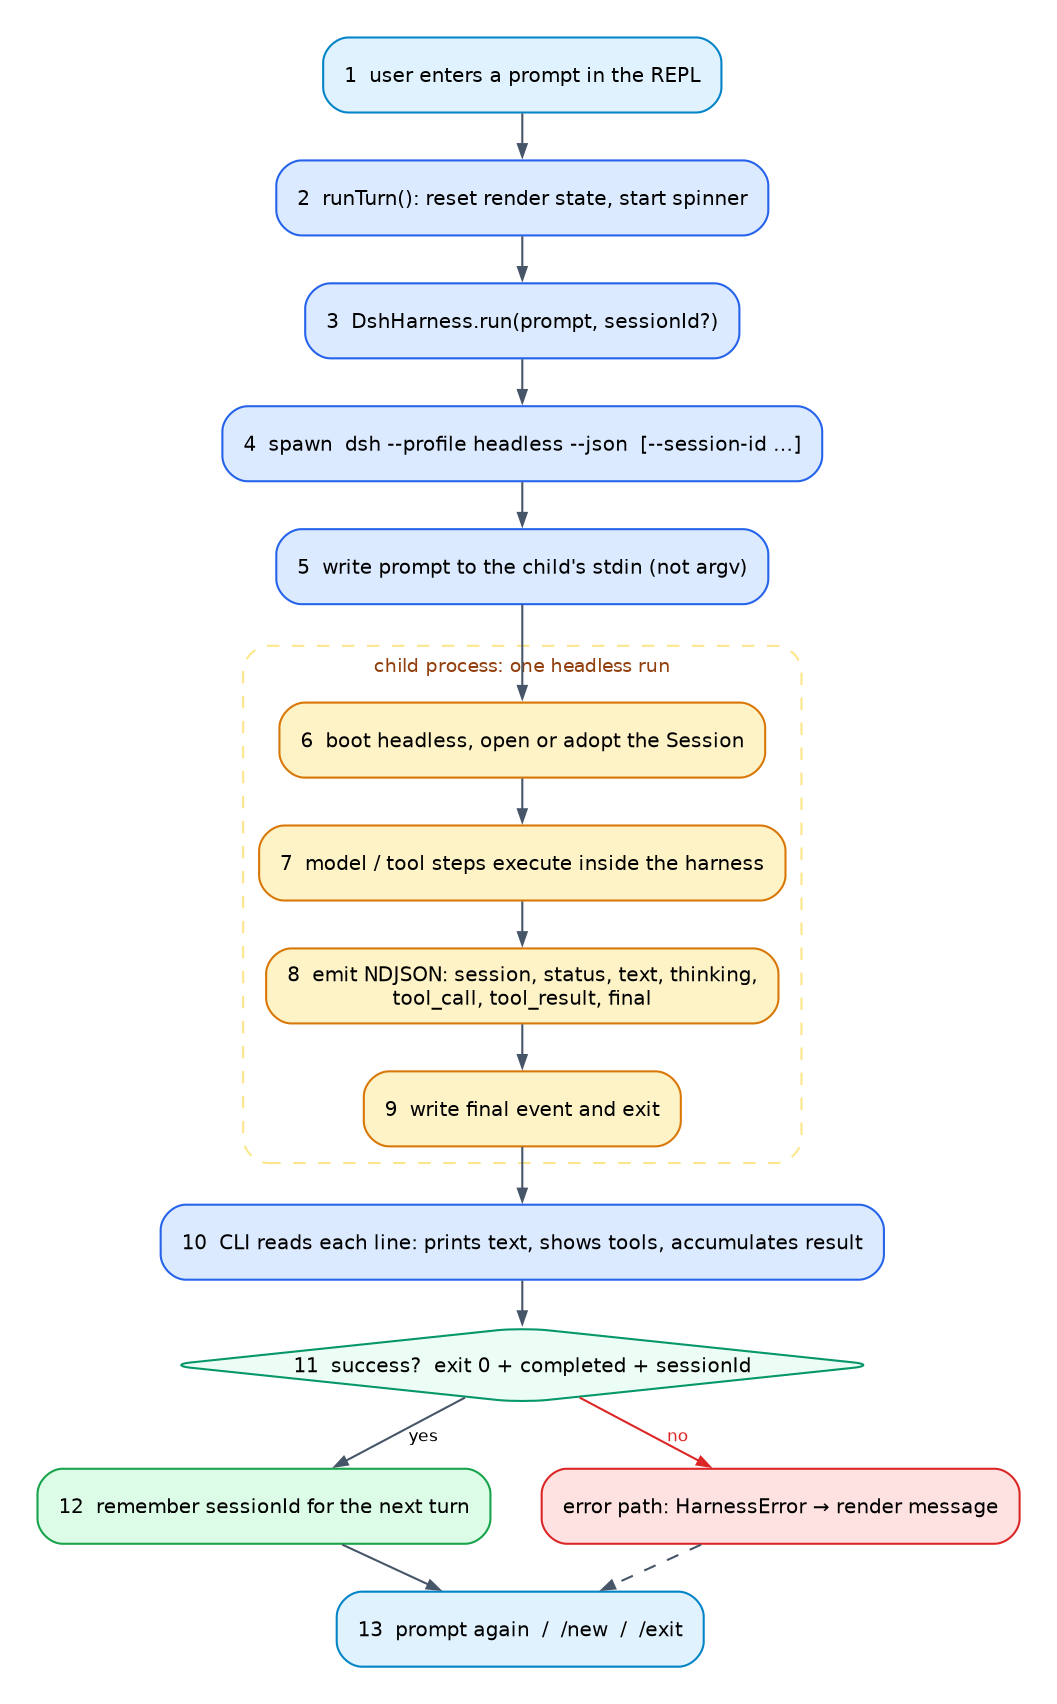 1  user enters a prompt in the REPL
2  runTurn(): reset render state, start spinner
3  DshHarness.run(prompt, sessionId?)
4  spawn  dsh --profile headless --json  [--session-id ...]
5  write prompt to the child's stdin (not argv)
child process: one headless run
6  boot headless, open or adopt the Session
7  model / tool steps execute inside the harness
8  emit NDJSON: session, status, text, thinking,
tool_call, tool_result, final
9  write final event and exit
10  CLI reads each line: prints text, shows tools, accumulates result
11  success?  exit 0 + completed + sessionId
yes
no
12  remember sessionId for the next turn
error path: HarnessError → render message
13  prompt again  /  /new  /  /exit